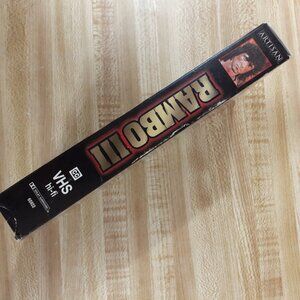 ARTISAN
RAMBO III
VHS
hi-fi